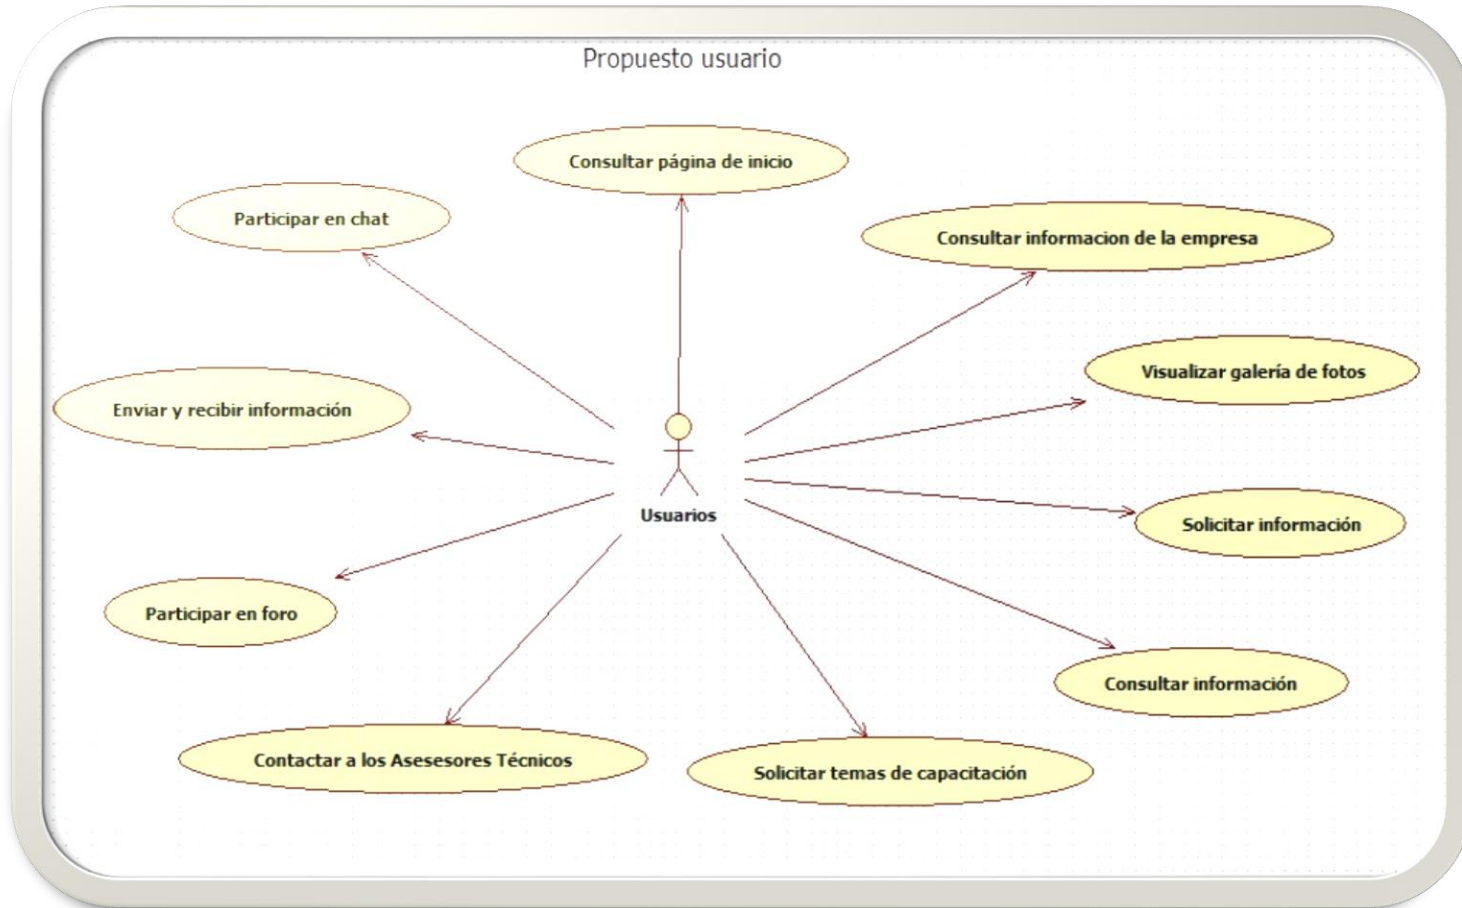 Propuesto usuario
Consultar página de inicio
Participar en chat
Consultar informacion de la empresa
Visualizar galería de fotos
Enviar y recibir información
Usuarios
Solicitar información
Participar en foro
Consultar información
Contactar a los Asesesores Técnicos
Solicitar temas de capacitación